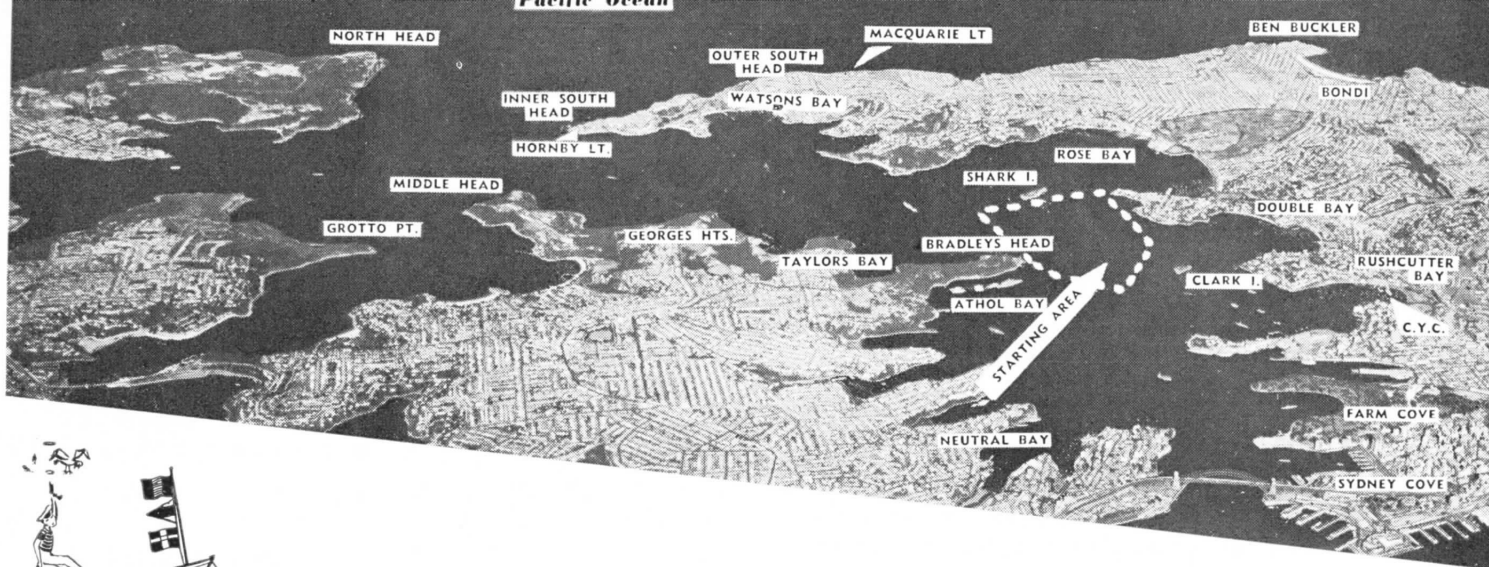 Pacific Ocean
NORTH HEAD
MACQUARIE LT
BEN BUCKLER
OUTER SOUTH
HEAD
INNER SOUTH
HEAD
WATSONS BAY
BONDI
HORNBY LT.
ROSE BAY
MIDDLE HEAD
SHARK I.
DOUBLE BAY
GROTTO PT.
GEORGES HTS.
BRADLEYS HEAD
TAYLORS BAY
RUSHCUTTER
BAY
CLARK I.
ATHOL BAY
C.Y.C.
STARTING AREA
FARM COVE
NEUTRAL BAY
SYDNEY COVE